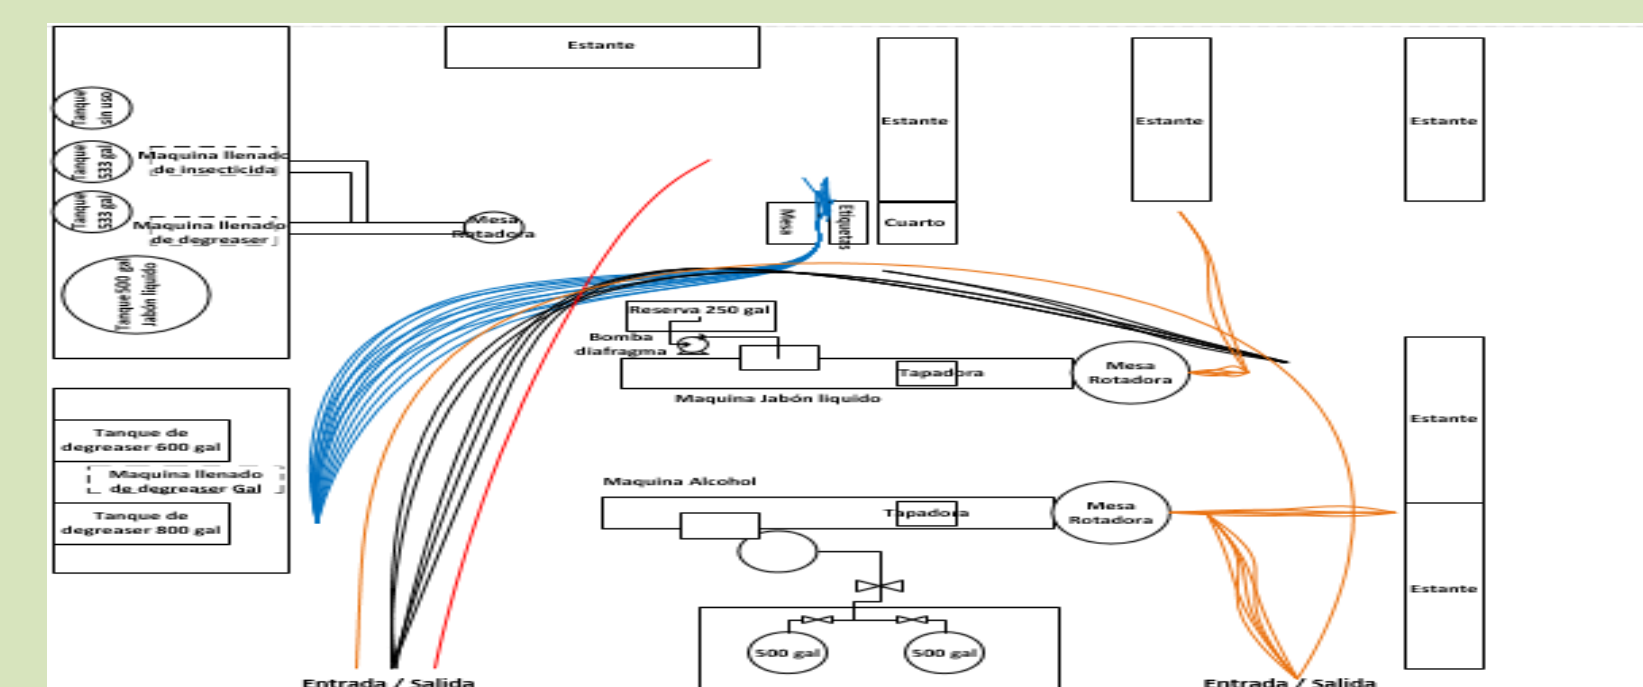 Estante
Estante
Estante
Estante
Tanque
sin uso
Tanque
533 gal
Maquina llenado
de insecticida
Tanque
533 gal
Maquina llenado
de degreaser
Mesa
Rotadora
Mesa
Etiquetas
Cuarto
Tanque500 gal
Jabón liquido
Reserva 250 gal
Bomba
diafragma
Tapadora
Mesa
Rotadora
Maquina Jabón liquido
Estante
Tanque de
degreaser 600 gal
Maquina llenado
de degreaser Gal
Tanque de
degreaser 800 gal
Maquina Alcohol
Tapadora
Mesa
Rotadora
Estante
500 gal
500 gal
Entrada / Salida
Entrada / Salida